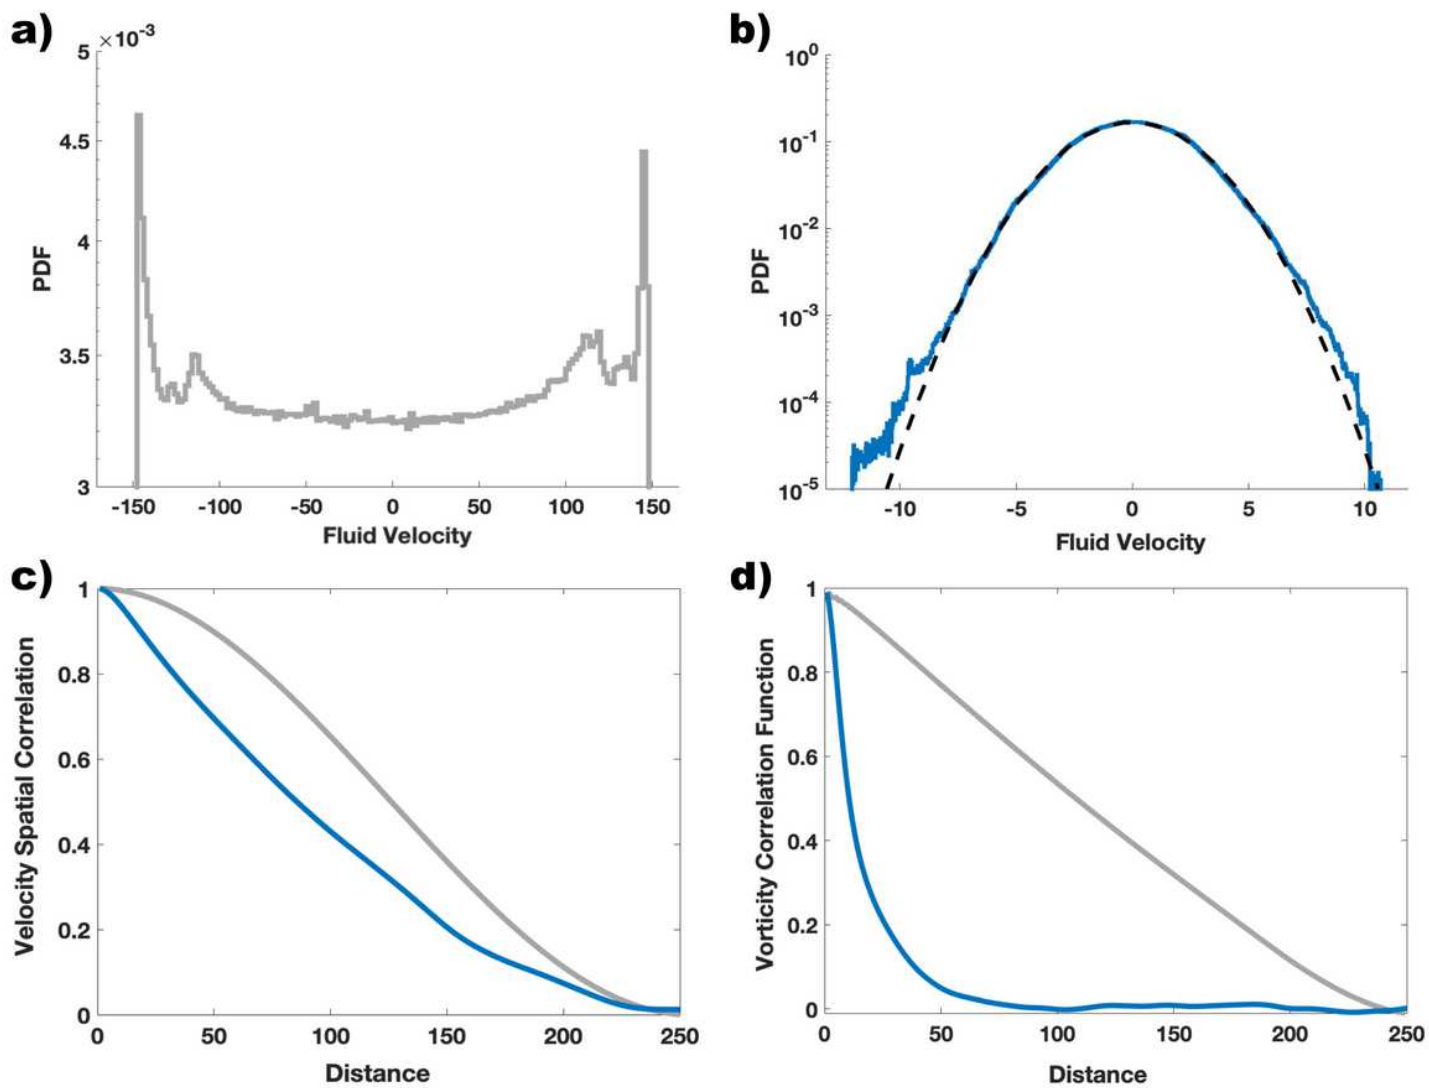 a)
×10⁻³
5
4.5
4
3.5
3
PDF
-150 -100 -50 0 50 100 150
Fluid Velocity
b)
10⁰
10⁻¹
10⁻²
10⁻³
10⁻⁴
10⁻⁵
PDF
-10 -5 0 5 10
Fluid Velocity
c)
1
0.8
0.6
0.4
0.2
0
Velocity Spatial Correlation
0 50 100 150 200 250
Distance
d)
1
0.8
0.6
0.4
0.2
0
Vorticity Correlation Function
0 50 100 150 200 250
Distance